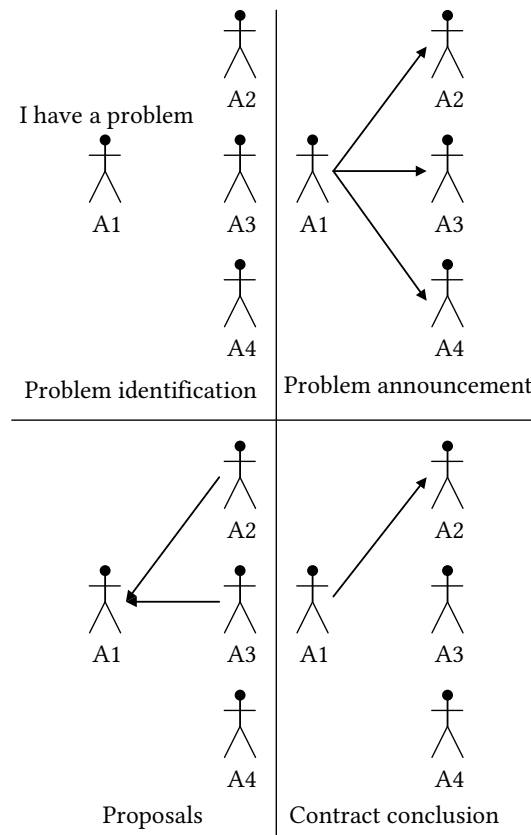 A2
I have a problem
A1
A3
A4
Problem identification
A2
A1
A3
A4
Problem announcement
A2
A1
A3
A4
Proposals
A2
A1
A3
A4
Contract conclusion